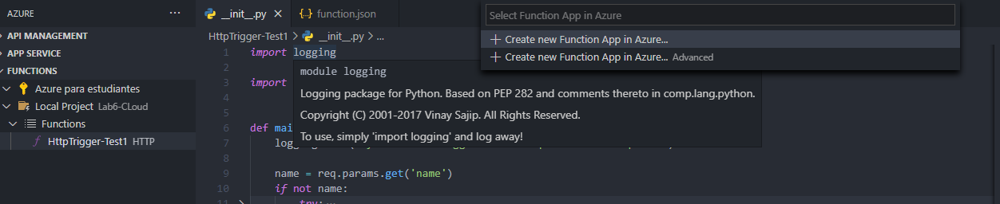 AZURE
API MANAGEMENT
APP SERVICE
FUNCTIONS
Azure para estudiantes
Local Project Lab6-CLoud
Functions
HttpTrigger-Test1 HTTP
__init__.py
function.json
HttpTrigger-Test1 > __init__.py > ...
1 import logging
2
3 import
4
5
6 def mai
7
8
9 name = req.params.get('name')
10 if not name:
11 try:
module logging
Logging package for Python. Based on PEP 282 and comments thereto in comp.lang.python.
Copyright (C) 2001-2017 Vinay Sajip. All Rights Reserved.
To use, simply 'import logging' and log away!
Select Function App in Azure
Create new Function App in Azure...
Create new Function App in Azure... Advanced